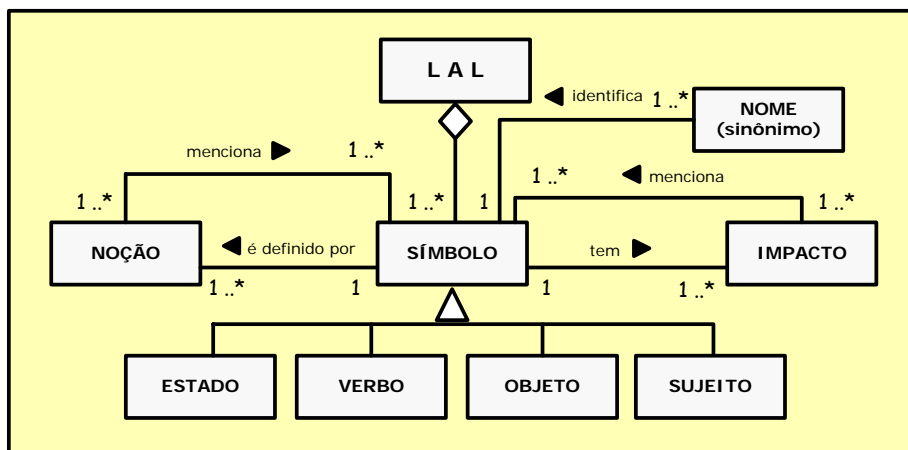 L A L
identifica
1 ..*
NOME
(sinônimo)
menciona
1 ..*
1 ..*
1 ..*
1
1 ..*
menciona
1 ..*
NOÇÃO
é definido por
SÍMBOLO
tem
IMPACTO
1 ..*
1
1
1 ..*
ESTADO
VERBO
OBJETO
SUJEITO